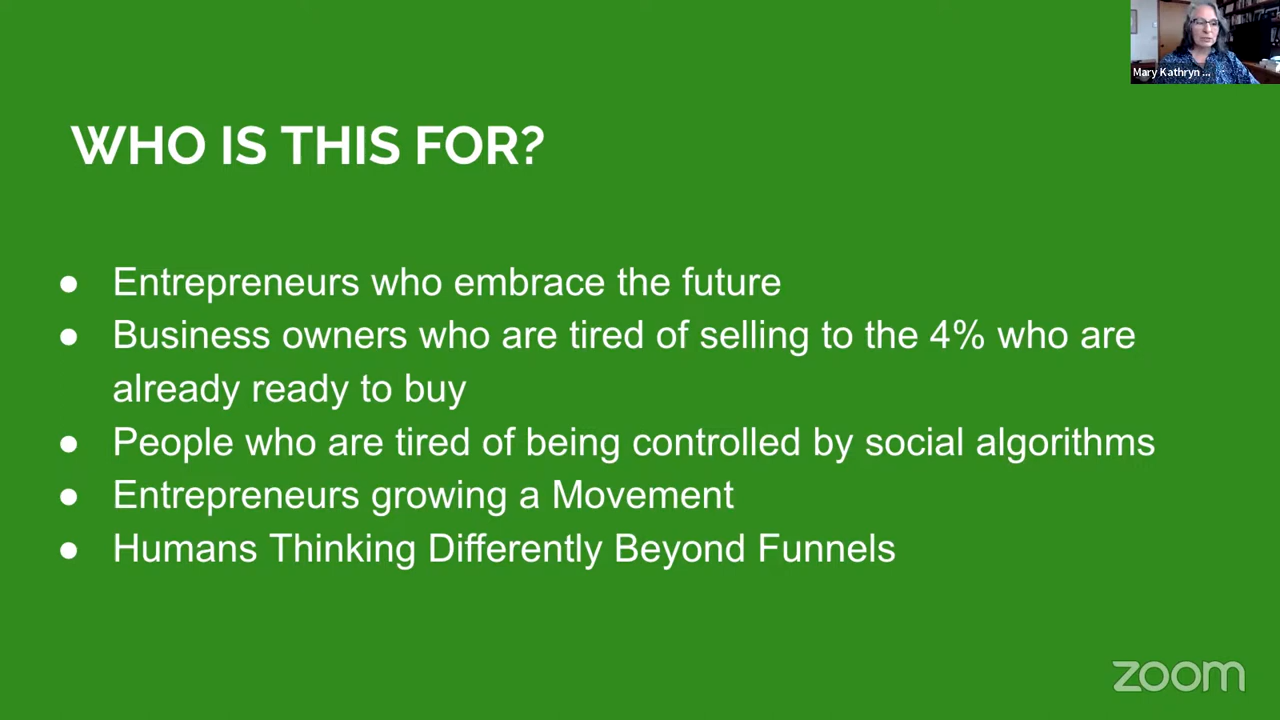 Mary Kathryn ...
WHO IS THIS FOR?
● Entrepreneurs who embrace the future
● Business owners who are tired of selling to the 4% who are
already ready to buy
● People who are tired of being controlled by social algorithms
● Entrepreneurs growing a Movement
● Humans Thinking Differently Beyond Funnels
zoom